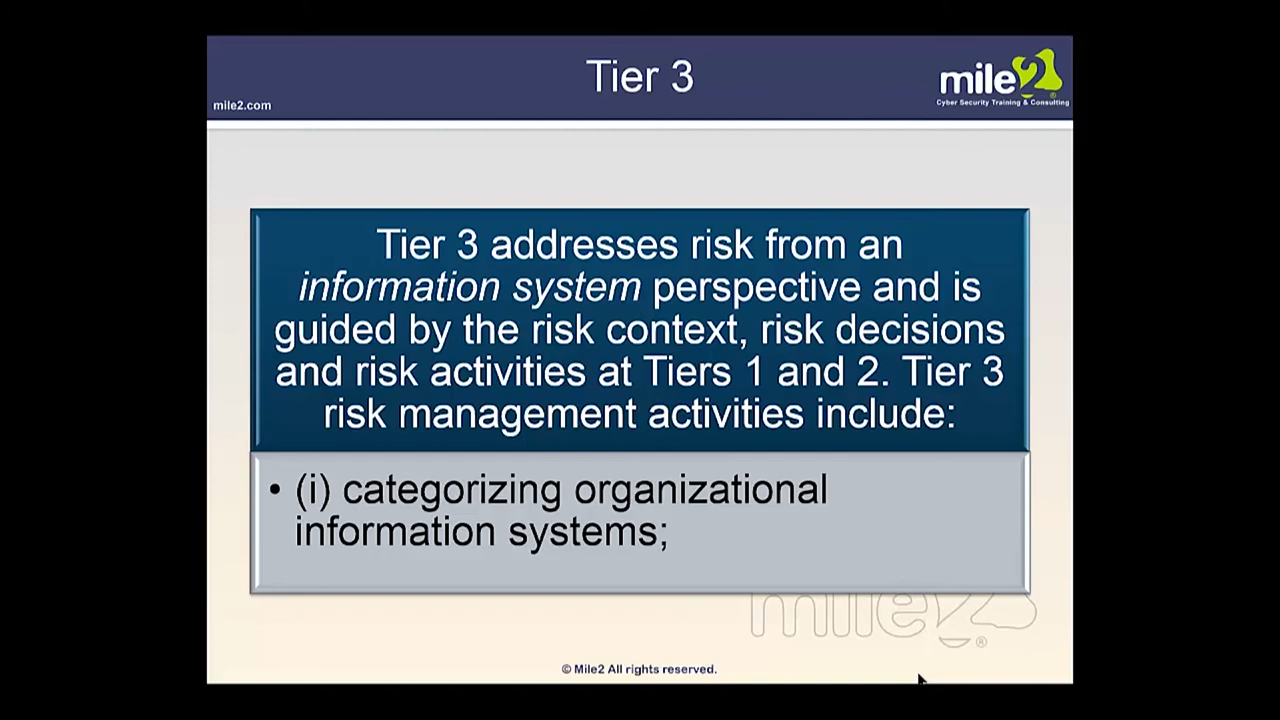 Tier 3
mile2
mile2.com
Cyber Security Training & Consulting
Tier 3 addresses risk from an
information system perspective and is
guided by the risk context, risk decisions
and risk activities at Tiers 1 and 2. Tier 3
risk management activities include:
• (i) categorizing organizational
information systems;
mile2®
© Mile2 All rights reserved.